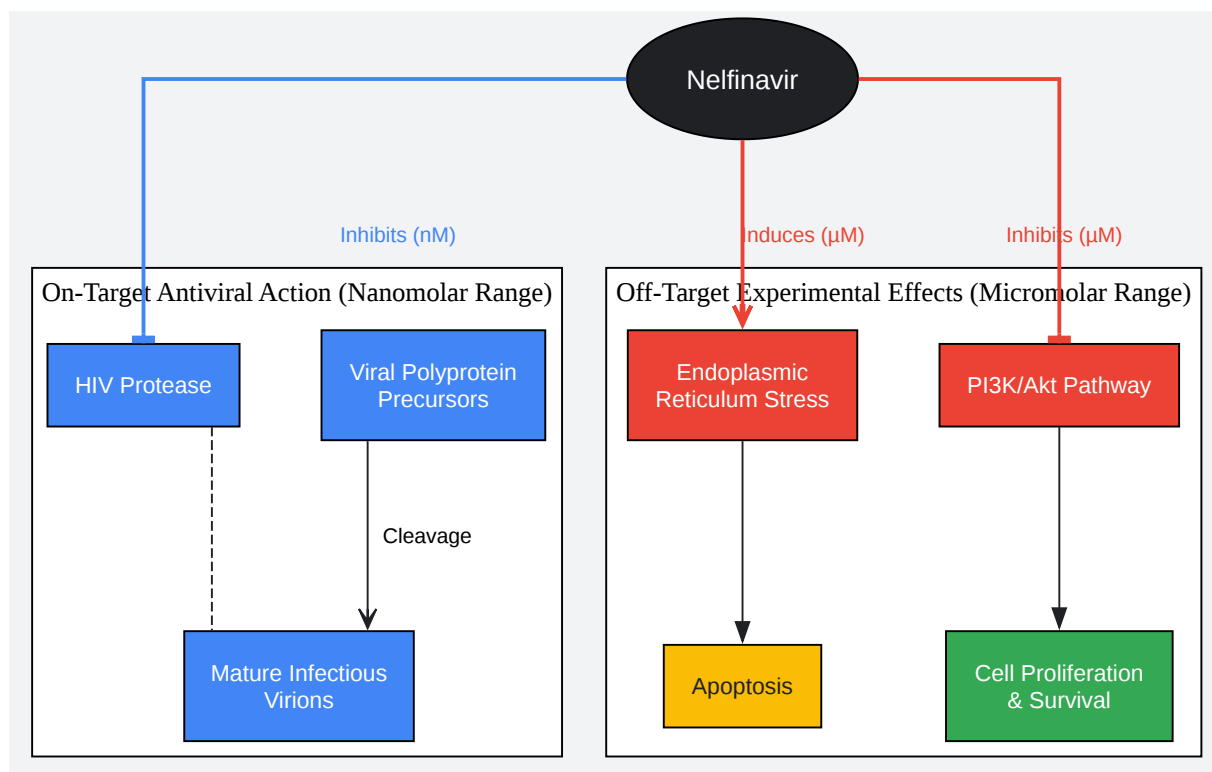 Nelfinavir
Inhibits (nM)
Induces (µM)
Inhibits (µM)
On-Target Antiviral Action (Nanomolar Range)
Off-Target Experimental Effects (Micromolar Range)
HIV Protease
Viral Polyprotein
Precursors
Endoplasmic
Reticulum Stress
PI3K/Akt Pathway
Cleavage
Mature Infectious
Virions
Apoptosis
Cell Proliferation
& Survival